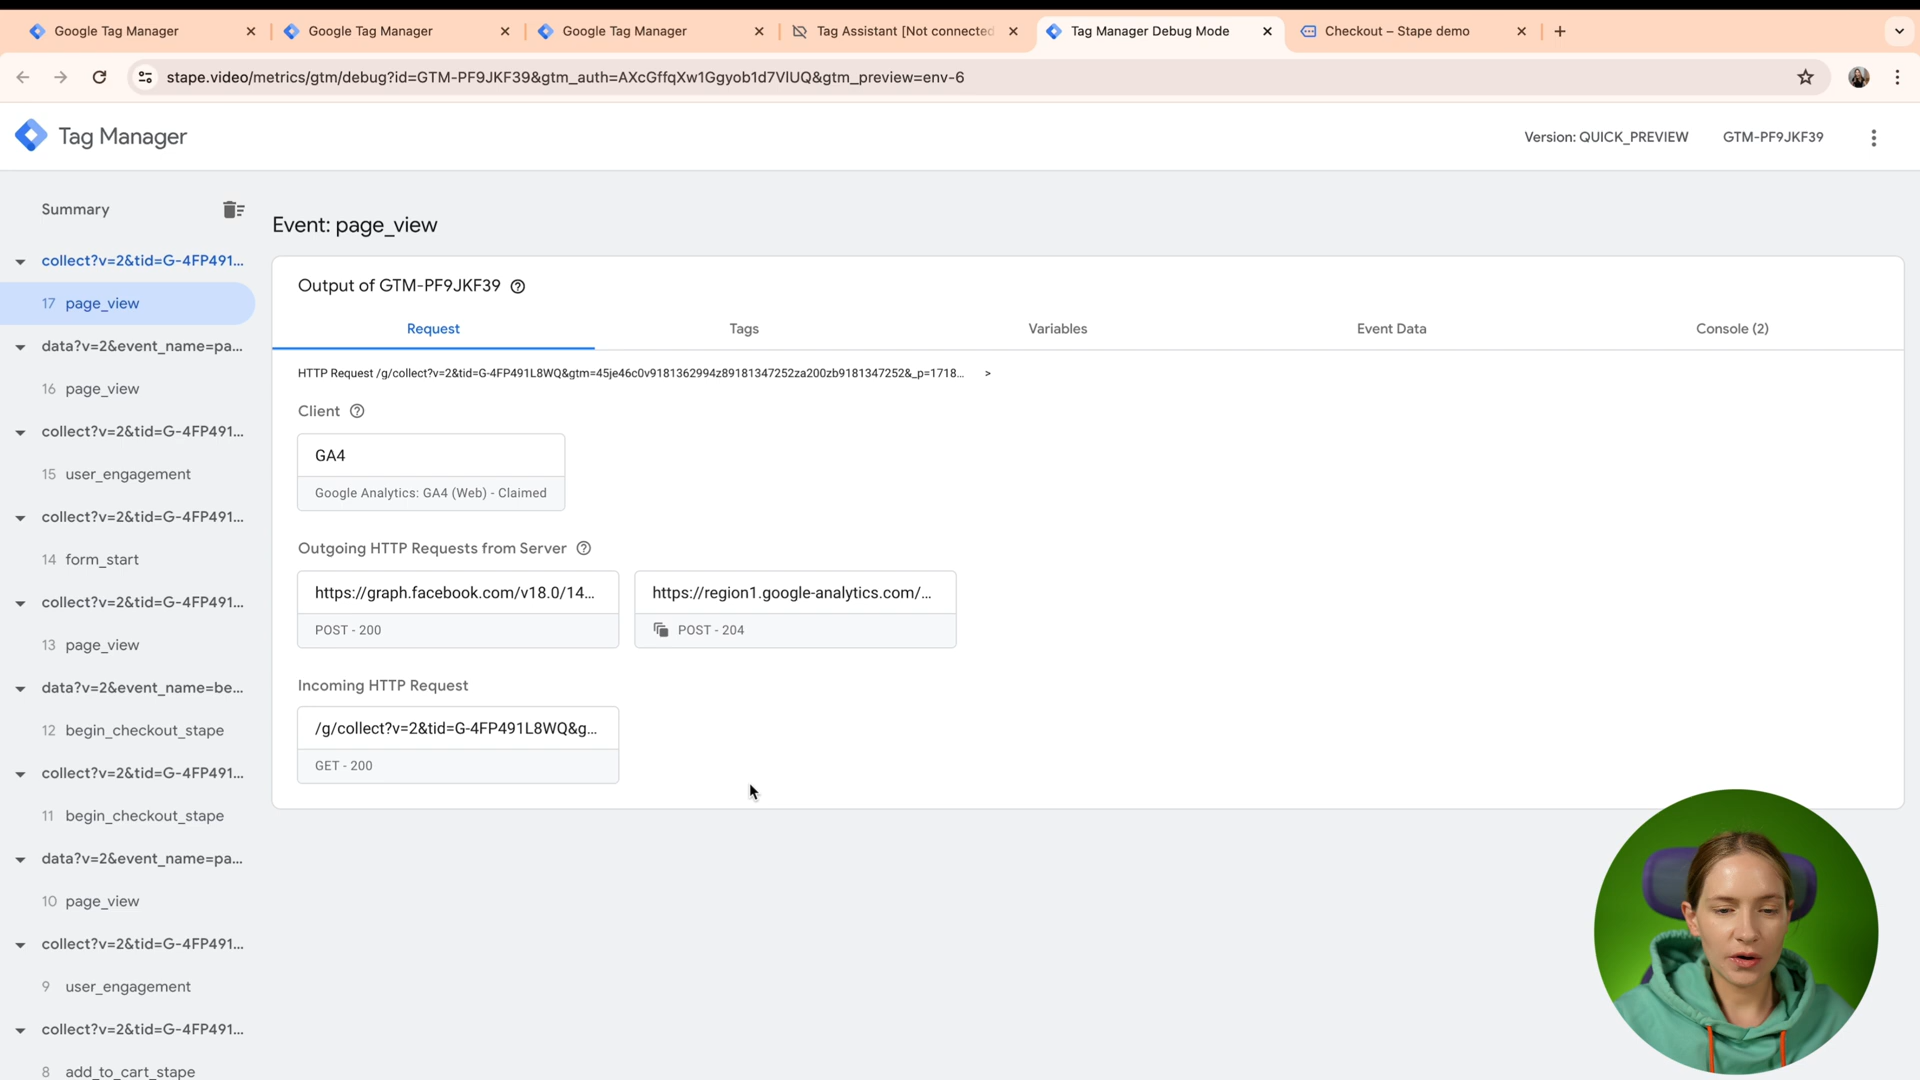 Google Tag Manager
Google Tag Manager
Google Tag Manager
Tag Assistant [Not connected
Tag Manager Debug Mode
Checkout – Stape demo
stape.video/metrics/gtm/debug?id=GTM-PF9JKF39&gtm_auth=AXcGffqXw1Ggyob1d7VlUQ&gtm_preview=env-6
Tag Manager
Version: QUICK_PREVIEW
GTM-PF9JKF39
Summary
collect?v=2&tid=G-4FP491...
17 page_view
data?v=2&event_name=pa...
16 page_view
collect?v=2&tid=G-4FP491...
15 user_engagement
collect?v=2&tid=G-4FP491...
14 form_start
collect?v=2&tid=G-4FP491...
13 page_view
data?v=2&event_name=be...
12 begin_checkout_stape
collect?v=2&tid=G-4FP491...
11 begin_checkout_stape
data?v=2&event_name=pa...
10 page_view
collect?v=2&tid=G-4FP491...
9 user_engagement
collect?v=2&tid=G-4FP491...
8 add_to_cart_stape
Event: page_view
Output of GTM-PF9JKF39
Request
Tags
Variables
Event Data
Console (2)
HTTP Request /g/collect?v=2&tid=G-4FP491L8WQ&gtm=45je46c0v9181362994z89181347252za200zb9181347252&_p=1718... >
Client
GA4
Google Analytics: GA4 (Web) - Claimed
Outgoing HTTP Requests from Server
https://graph.facebook.com/v18.0/14...
POST - 200
https://region1.google-analytics.com/...
POST - 204
Incoming HTTP Request
/g/collect?v=2&tid=G-4FP491L8WQ&g...
GET - 200